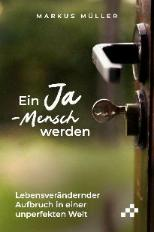 MARKUS MÜLLER
Ein Ja
-Mensch
werden
Lebensverändernder
Aufbruch in einer
unperfekten Welt